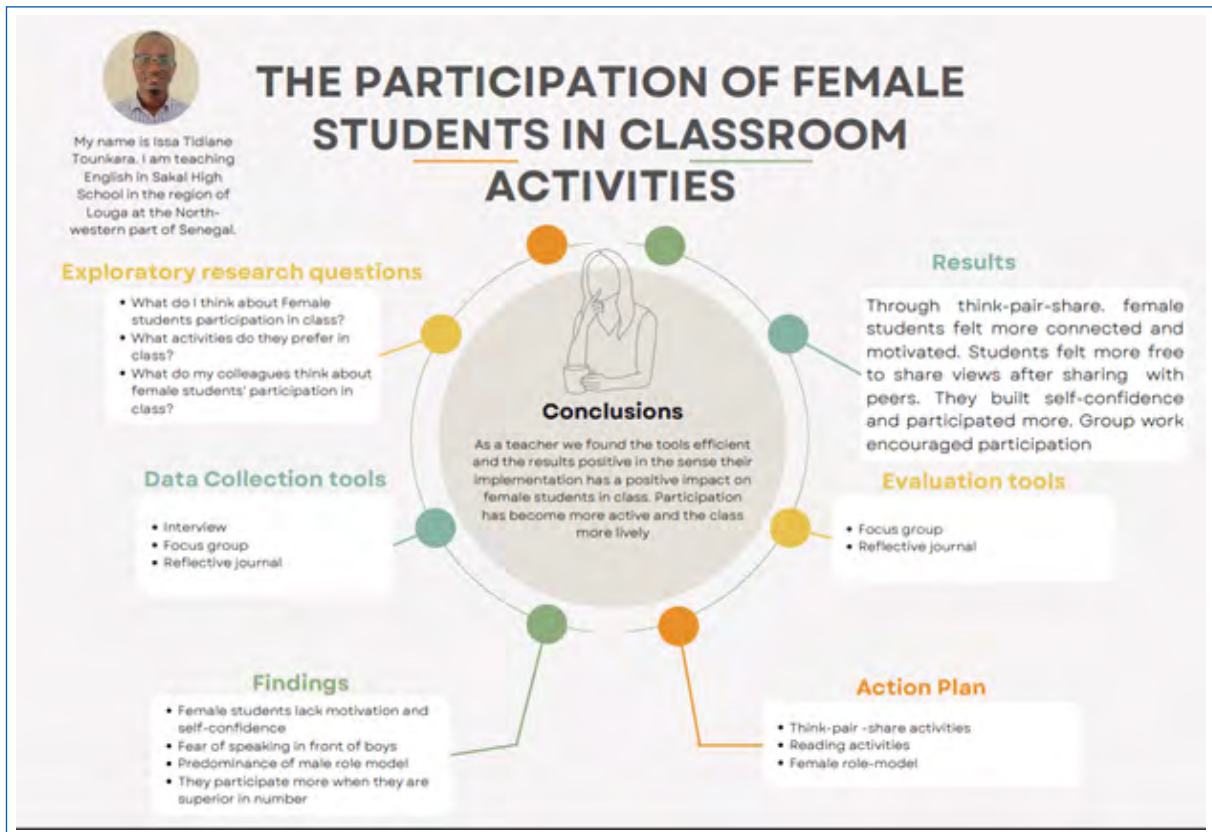 THE PARTICIPATION OF FEMALE
STUDENTS IN CLASSROOM
ACTIVITIES
My name is Issa Tidiane
Tounkara. I am teaching
English in Sakal High
School in the region of
Louga at the North-
western part of Senegal.
Exploratory research questions
• What do I think about Female
students participation in class?
• What activities do they prefer in
class?
• What do my colleagues think about
female students' participation in
class?
Data Collection tools
• Interview
• Focus group
• Reflective journal
Findings
• Female students lack motivation and
self-confidence
• Fear of speaking in front of boys
• Predominance of male role model
• They participate more when they are
superior in number
Conclusions
As a teacher we found the tools efficient
and the results positive in the sense their
implementation has a positive impact on
female students in class. Participation
has become more active and the class
more lively
Results
Through think-pair-share. female
students felt more connected and
motivated. Students felt more free
to share views after sharing with
peers. They built self-confidence
and participated more. Group work
encouraged participation
Evaluation tools
• Focus group
• Reflective journal
Action Plan
• Think-pair -share activities
• Reading activities
• Female role-model